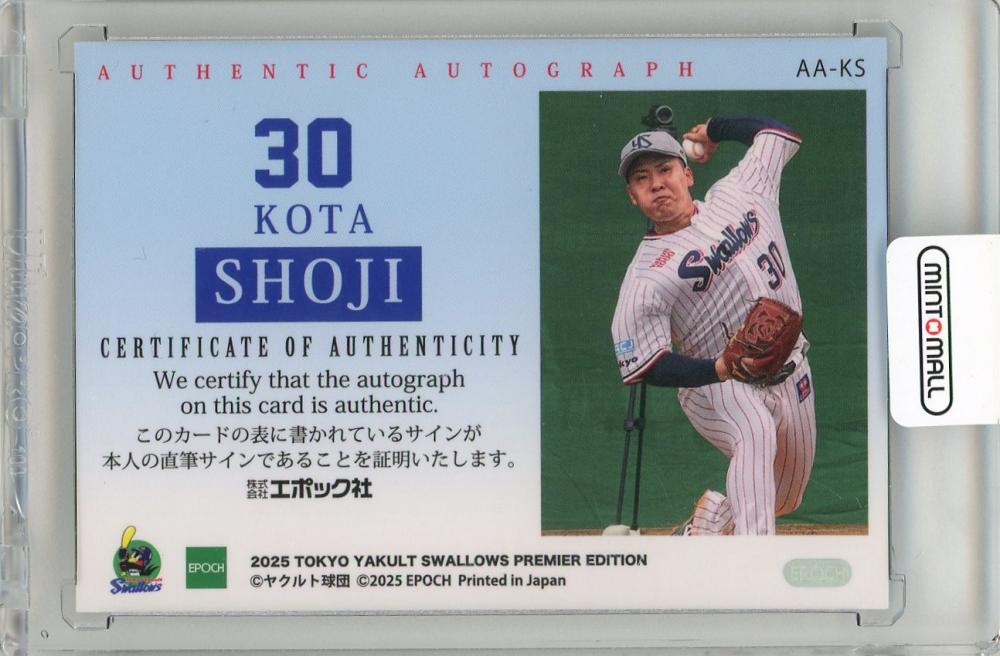 AUTHENTIC AUTOGRAPH
AA-KS
30
KOTA
SHOJI
CERTIFICATE OF AUTHENTICITY
We certify that the autograph
on this card is authentic.
このカードの表に書かれているサインが
本人の直筆サインであることを証明いたします。
株式会社エポック社
Swallows
30
Swallows
EPOCH
2025 TOKYO YAKULT SWALLOWS PREMIER EDITION
©ヤクルト球団 ©2025 EPOCH Printed in Japan
EPOCH
MINT MALL